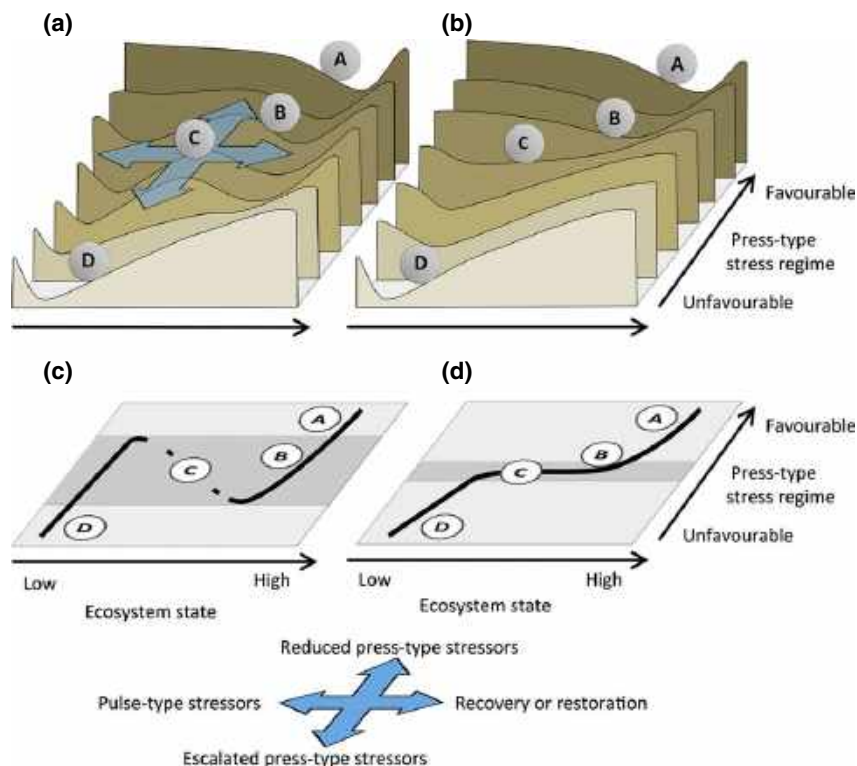 (a)
(b)
A
B
C
D
A
B
C
D
Favourable
Press-type
stress regime
Unfavourable
(c)
(d)
A
B
C
D
A
B
C
D
Favourable
Press-type
stress regime
Unfavourable
Low
High
Ecosystem state
Low
High
Ecosystem state
Reduced press-type stressors
Pulse-type stressors
Recovery or restoration
Escalated press-type stressors